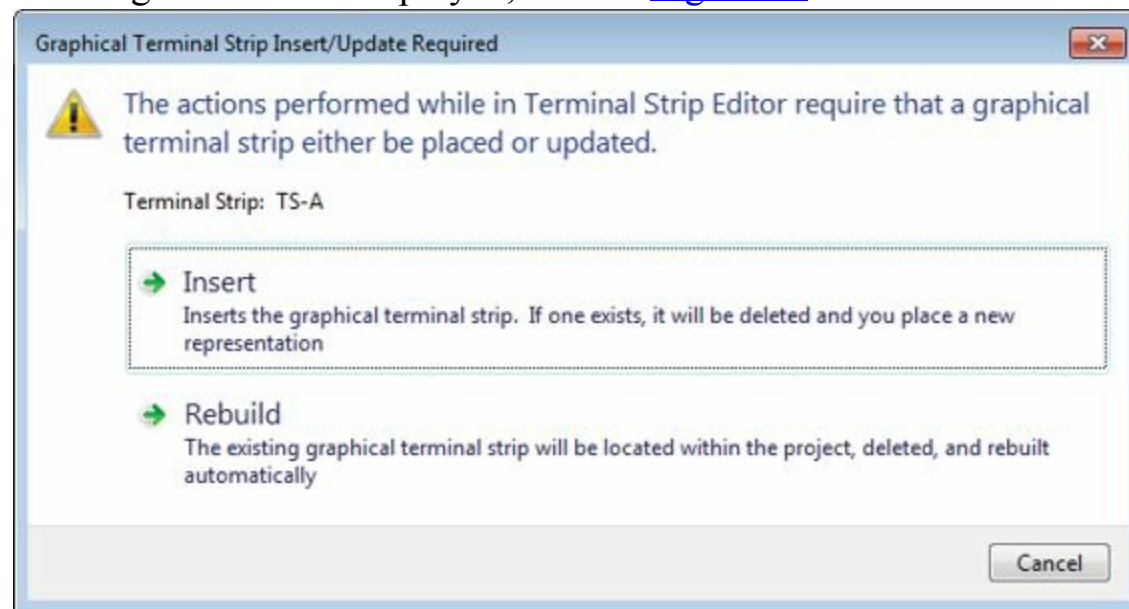 Graphical Terminal Strip Insert/Update Required
The actions performed while in Terminal Strip Editor require that a graphical
terminal strip either be placed or updated.
Terminal Strip: TS-A
Insert
Inserts the graphical terminal strip. If one exists, it will be deleted and you place a new
representation
Rebuild
The existing graphical terminal strip will be located within the project, deleted, and rebuilt
automatically
Cancel